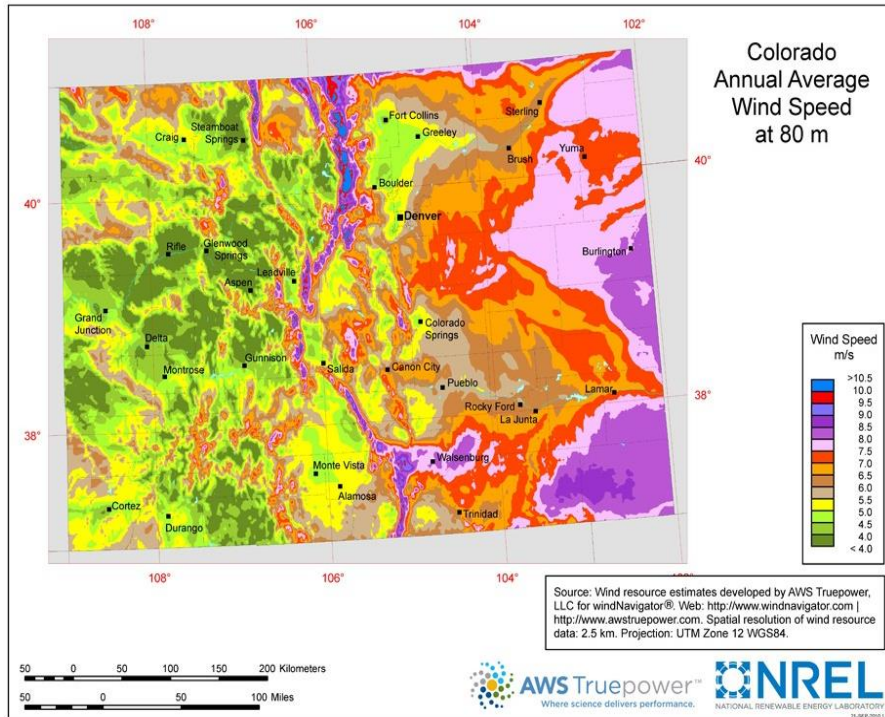 108°
106°
104°
102°
Colorado
Annual Average
Wind Speed
at 80 m
Fort Collins
Sterling
Steamboat
Springs
Craig
Greeley
Brush
Yuma
40°
Boulder
40°
Denver
Rifle
Glenwood
Springs
Burlington
Leadville
Aspen
Grand
Junction
Colorado
Springs
Delta
Wind Speed
m/s
Gunnison
Salida
Canon City
Montrose
Pueblo
>10.5
10.0
9.5
9.0
8.5
8.0
7.5
7.0
6.5
6.0
5.5
5.0
4.5
4.0
< 4.0
Lamar
38°
Rocky Ford
La Junta
38°
Walsenburg
Monte Vista
Alamosa
Cortez
Durango
Trinidad
108°
106°
104°
Source: Wind resource estimates developed by AWS Truepower,
LLC for windNavigator®. Web: http://www.windnavigator.com |
http://www.awstruepower.com. Spatial resolution of wind resource
data: 2.5 km. Projection: UTM Zone 12 WGS84.
50 0 50 100 150 200 Kilometers
50 0 50 100 Miles
AWS Truepower™
Where science delivers performance.
NREL
NATIONAL RENEWABLE ENERGY LABORATORY